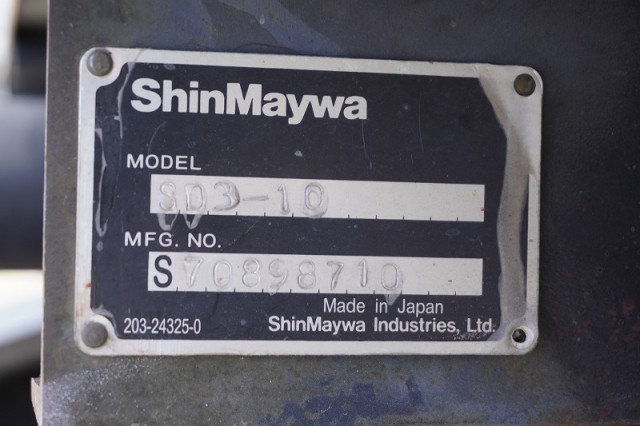 ShinMaywa
MODEL
SD3-10
MFG. NO.
S70898710
Made in Japan
203-24325-0 ShinMaywa Industries, Ltd.